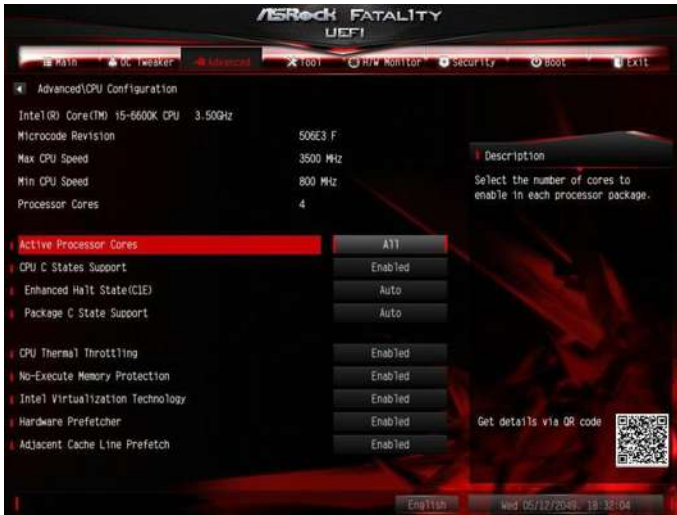 ASRock FATAL1TY
UEFI
Main OC Tweaker Advanced Tool H/W Monitor Security Boot Exit
Advanced\CPU Configuration
Intel(R) Core(TM) i5-6600K CPU 3.50GHz
Microcode Revision 506E3 F
Max CPU Speed 3500 MHz
Min CPU Speed 800 MHz
Processor Cores 4
Active Processor Cores All
CPU C States Support Enabled
Enhanced Halt State(C1E) Auto
Package C State Support Auto
CPU Thermal Throttling Enabled
No-Execute Memory Protection Enabled
Intel Virtualization Technology Enabled
Hardware Prefetcher Enabled
Adjacent Cache Line Prefetch Enabled
Description
Select the number of cores to
enable in each processor package.
Get details via QR code
English Wed 05/12/2049, 18:32:04